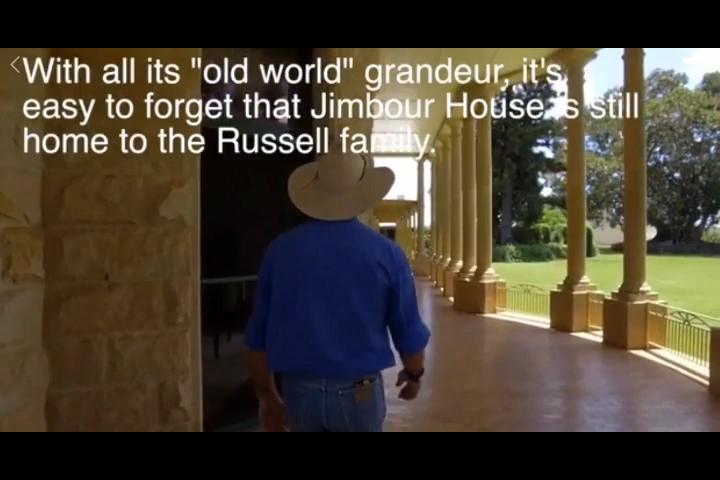 With all its "old world" grandeur, it's
easy to forget that Jimbour House is still
home to the Russell family.